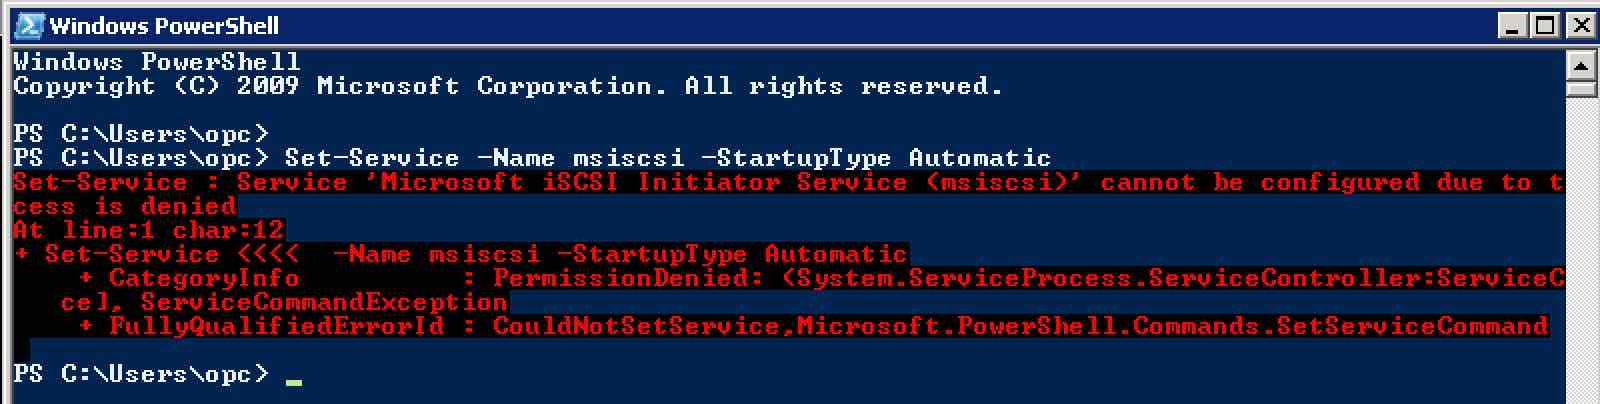 Windows PowerShell
Windows PowerShell
Copyright (C) 2009 Microsoft Corporation. All rights reserved.
PS C:\Users\opc>
PS C:\Users\opc> Set-Service -Name msiscsi -StartupType Automatic
Set-Service : Service 'Microsoft iSCSI Initiator Service (msiscsi)' cannot be configured due to t
cess is denied
At line:1 char:12
+ Set-Service <<<<  -Name msiscsi -StartupType Automatic
    + CategoryInfo          : PermissionDenied: (System.ServiceProcess.ServiceController:ServiceC
   ce], ServiceCommandException
    + FullyQualifiedErrorId : CouldNotSetService,Microsoft.PowerShell.Commands.SetServiceCommand
PS C:\Users\opc>